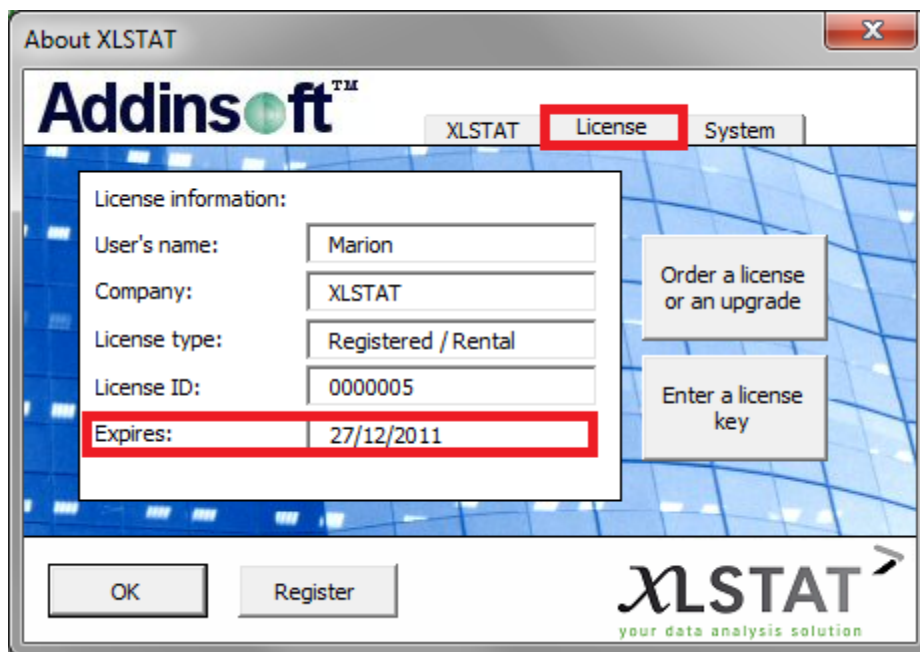 About XLSTAT
Addinsoft™
XLSTAT License System
License information:
User's name: Marion
Company: XLSTAT
License type: Registered / Rental
License ID: 0000005
Expires: 27/12/2011
Order a license
or an upgrade
Enter a license
key
OK Register
XLSTAT
your data analysis solution